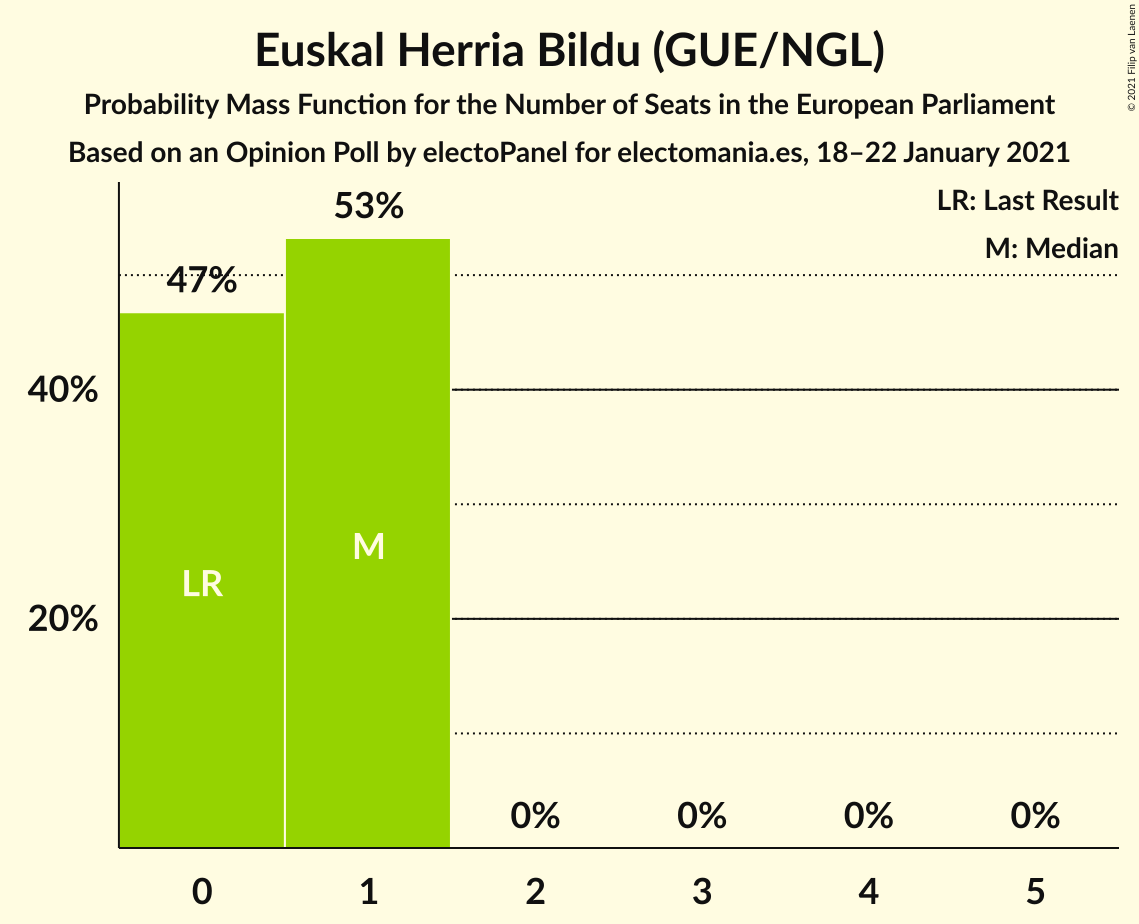 Euskal Herria Bildu (GUE/NGL)
Probability Mass Function for the Number of Seats in the European Parliament
Based on an Opinion Poll by electoPanel for electomania.es, 18–22 January 2021
© 2021 Filip van Laenen
LR: Last Result
M: Median
53%
47%
40%
20%
M
LR
0% 0% 0% 0%
0 1 2 3 4 5